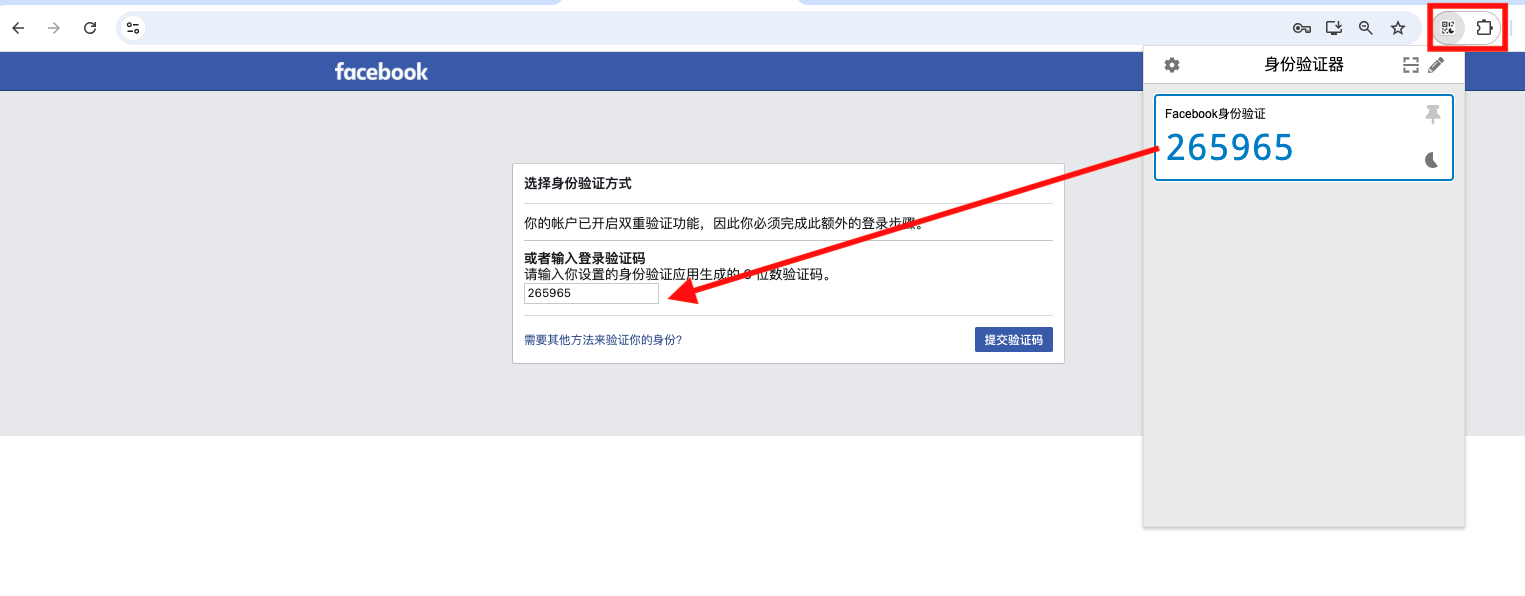 facebook
身份验证器
Facebook身份验证
265965
选择身份验证方式
你的帐户已开启双重验证功能，因此你必须完成此额外的登录步骤。
或者输入登录验证码
请输入你设置的身份验证应用生成的 6 位数验证码。
265965
需要其他方法来验证你的身份?
提交验证码